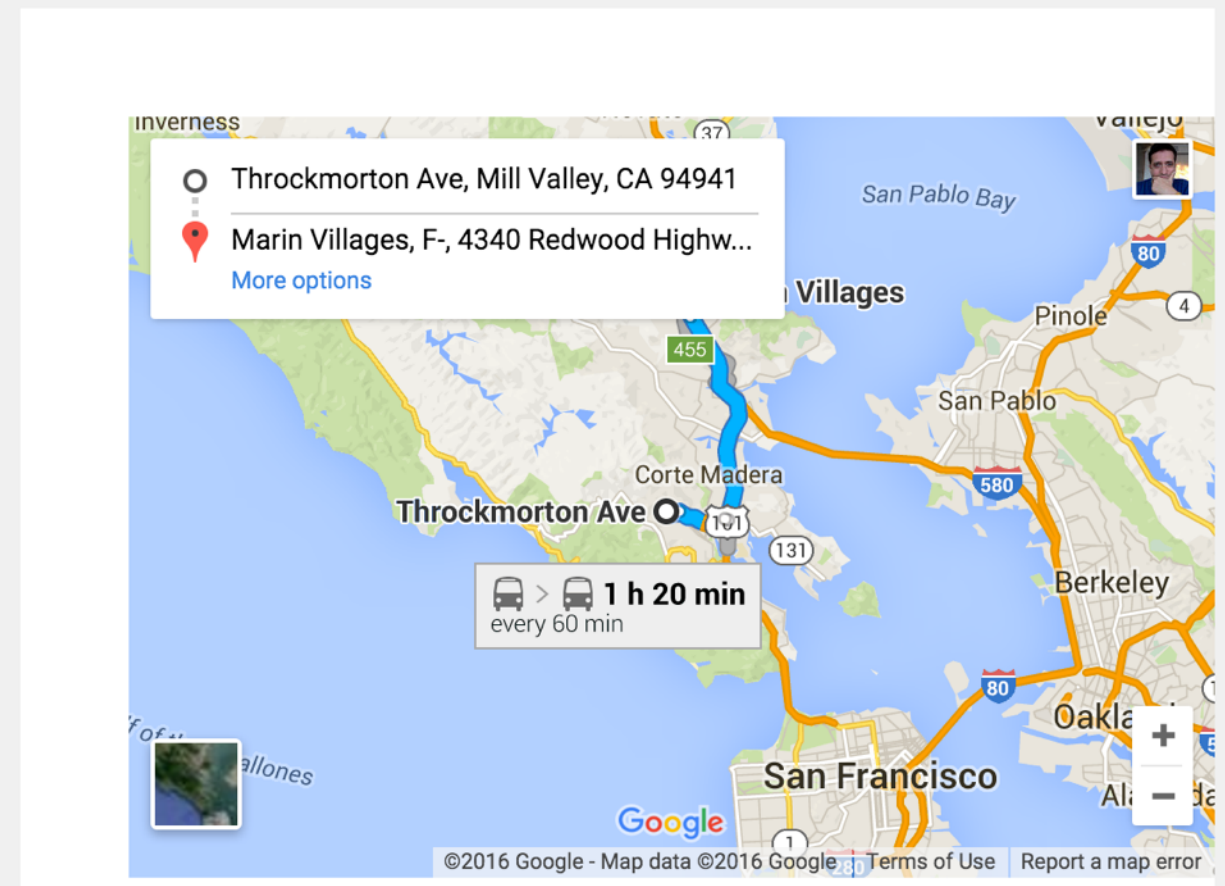 Inverness
37
Vallejo
Throckmorton Ave, Mill Valley, CA 94941
San Pablo Bay
Marin Villages, F-, 4340 Redwood Highw...
80
More options
Villages
4
Pinole
455
San Pablo
Corte Madera
580
Throckmorton Ave
101
131
1 h 20 min
Berkeley
every 60 min
80
Oakla
+
allones
San Francisco
−
Google
1
©2016 Google - Map data ©2016 Google
280
Terms of Use
Report a map error